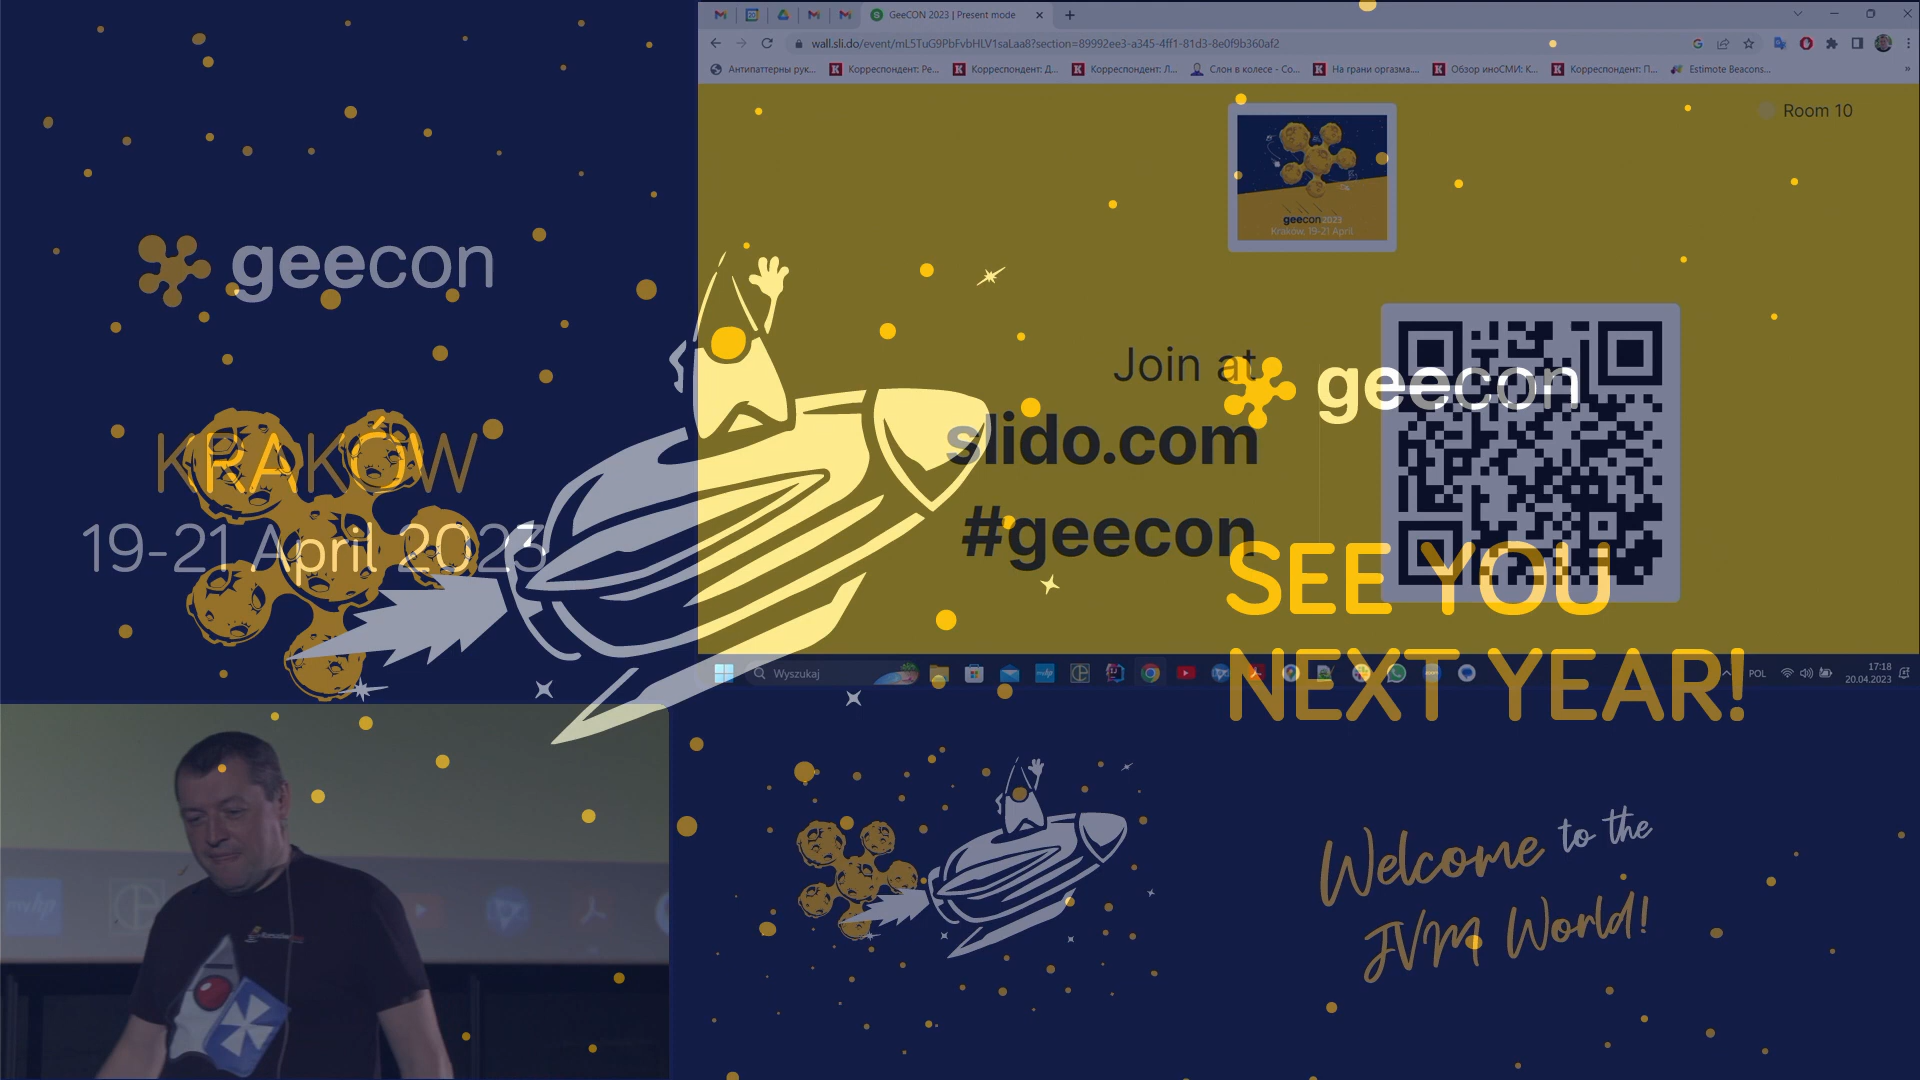 GeeCON 2023 | Present mode
wall.sli.do/event/mL5TuG9PbFvbHLV1saLaa8?section=89992ee3-a345-4ff1-81d3-8e0f9b360af2
Антипаттерны рук...
Корреспондент: Ре...
Корреспондент: Д...
Корреспондент: Л...
Слон в колесе - Со...
На грани оргазма....
Обзор иноСМИ: К...
Корреспондент: П...
Estimote Beacons...
Room 10
geecon 2023
Kraków, 19-21 April
geecon
KRAKÓW
19-21 April 2023
Join at
slido.com
#geecon
geecon
SEE YOU
NEXT YEAR!
Wyszukaj
POL
17:18
20.04.2023
Welcome to the
JVM World!